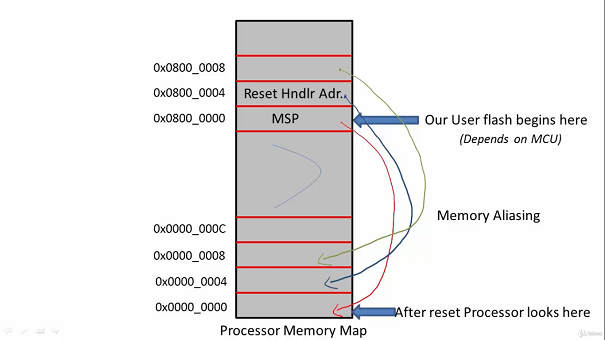 0x0800_0008
0x0800_0004
Reset Hndlr Adr..
0x0800_0000
MSP
Our User flash begins here
(Depends on MCU)
0x0000_000C
Memory Aliasing
0x0000_0008
0x0000_0004
0x0000_0000
After reset Processor looks here
Processor Memory Map